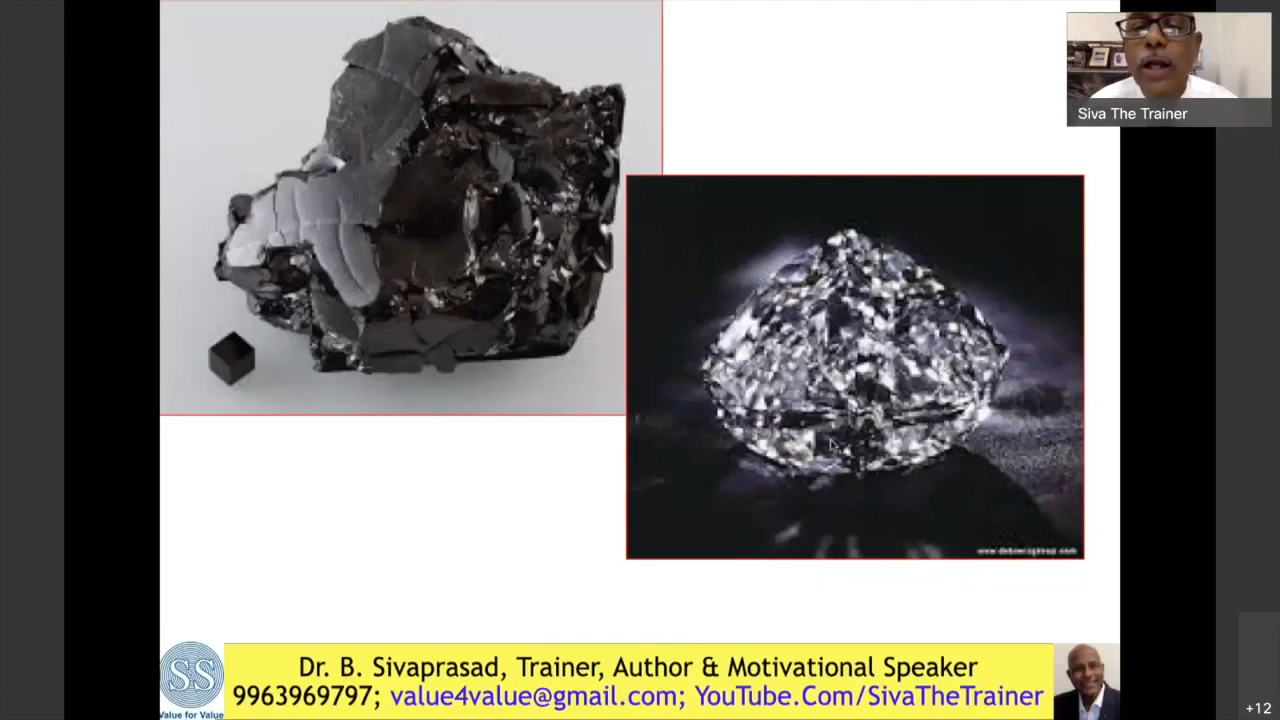 Siva The Trainer
SS
Value for Value
Dr. B. Sivaprasad, Trainer, Author & Motivational Speaker
9963969797; value4value@gmail.com; YouTube.Com/SivaTheTrainer
+12